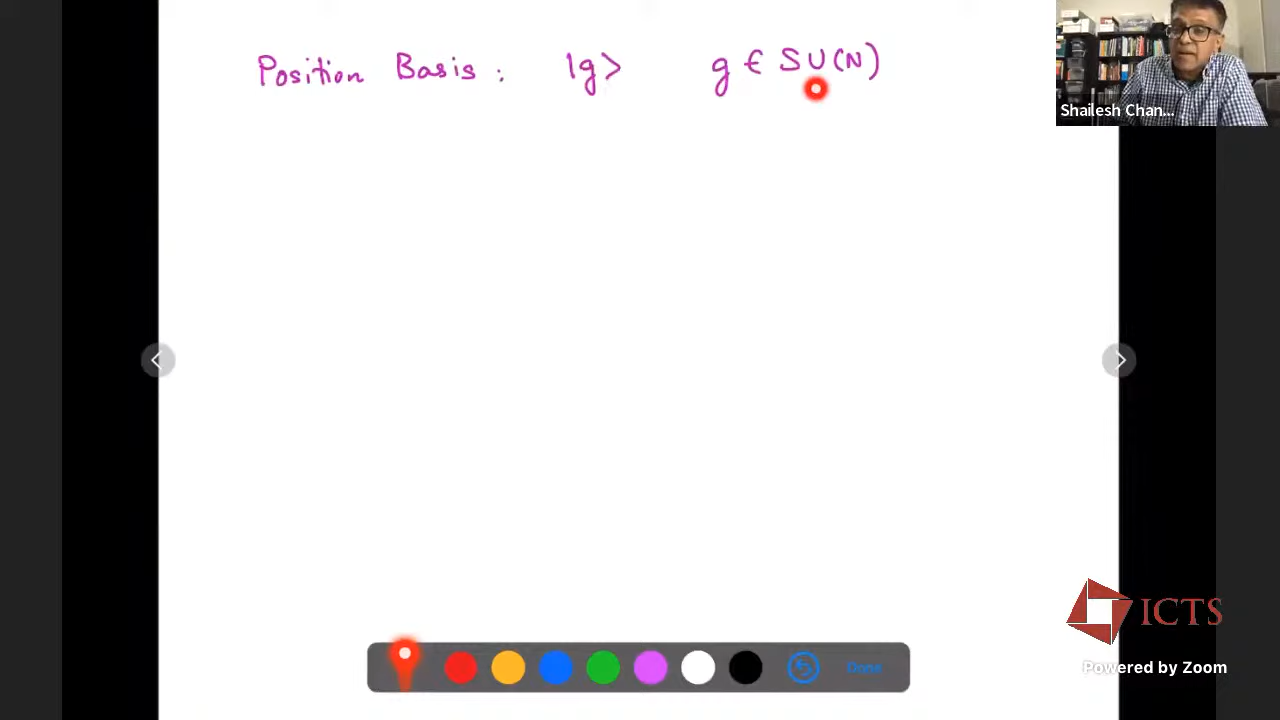 Position Basis : |g> g ∈ SU(N)
Shailesh Chan...
ICTS
Powered by Zoom
Done